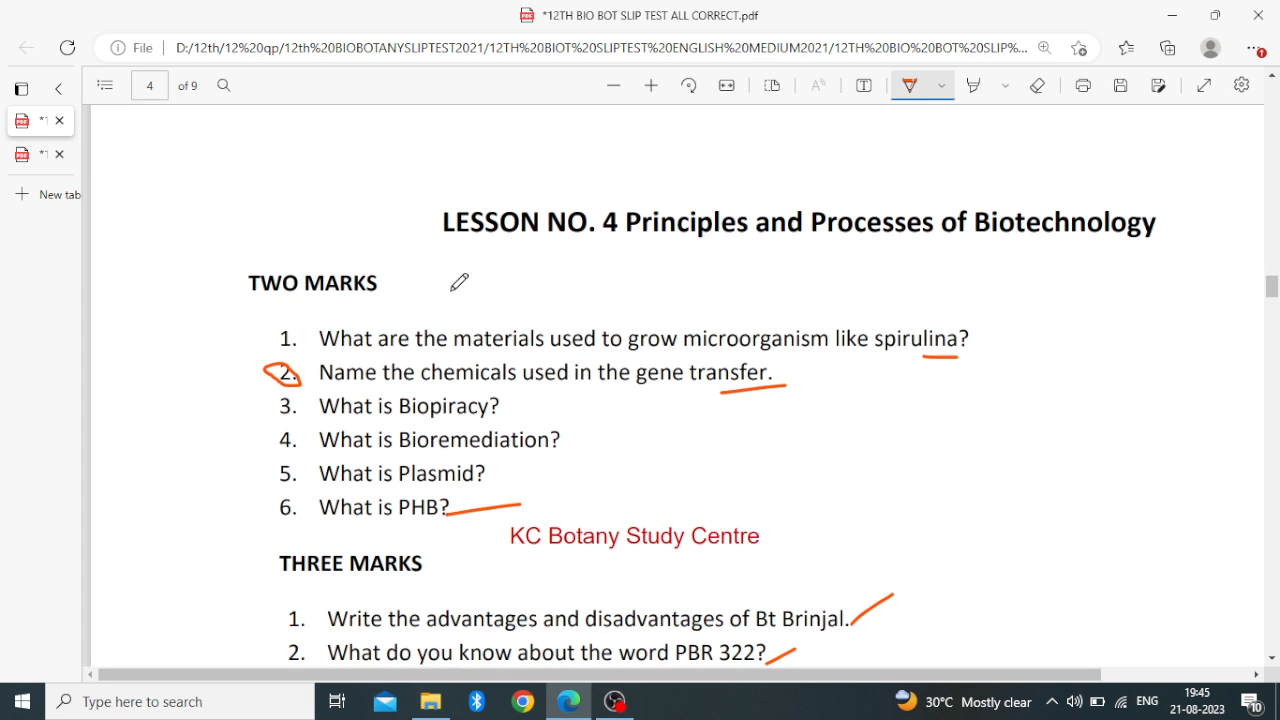 *12TH BIO BOT SLIP TEST ALL CORRECT.pdf
File
D:/12th/12%20qp/12th%20BIOBOTANYSLIPTEST2021/12TH%20BIOT%20SLIPTEST%20ENGLISH%20MEDIUM2021/12TH%20BIO%20BOT%20SLIP%...
4 of 9
New tab
LESSON NO. 4 Principles and Processes of Biotechnology
TWO MARKS
1. What are the materials used to grow microorganism like spirulina?
2. Name the chemicals used in the gene transfer.
3. What is Biopiracy?
4. What is Bioremediation?
5. What is Plasmid?
6. What is PHB?
KC Botany Study Centre
THREE MARKS
1. Write the advantages and disadvantages of Bt Brinjal.
2. What do you know about the word PBR 322?
Type here to search
30°C Mostly clear
ENG
19:45
21-08-2023
10